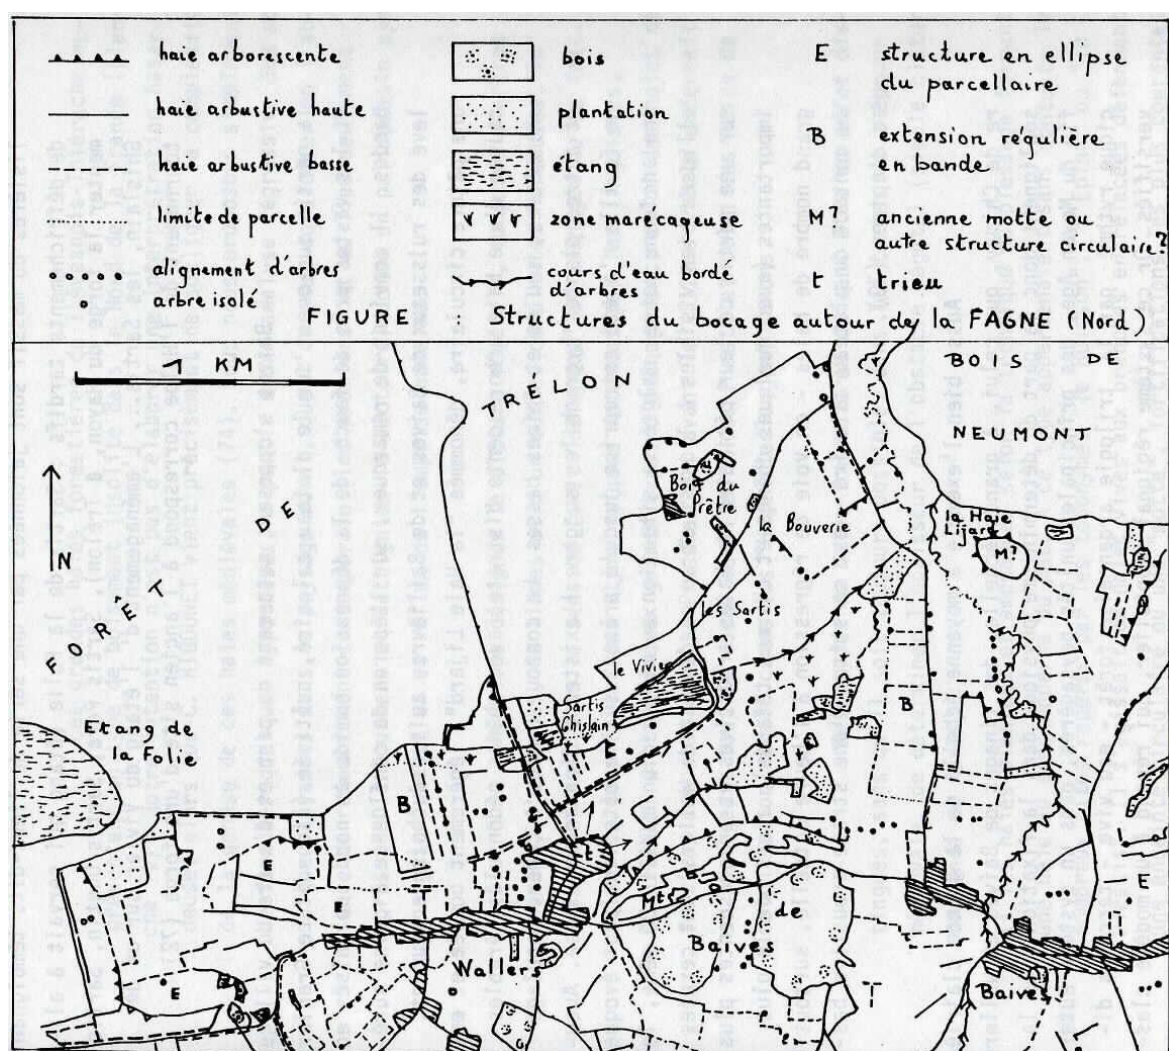 haie arborescente
haie arbustive haute
haie arbustive basse
limite de parcelle
alignement d'arbres
arbre isolé
bois
plantation
étang
zone marécageuse
cours d'eau bordé
d'arbres
E structure en ellipse
du parcellaire
B extension régulière
en bande
M? ancienne motte ou
autre structure circulaire?
t trieu
FIGURE : Structures du bocage autour de la FAGNE (Nord)
1 KM
N
FORÊT DE TRÉLON
BOIS DE
NEUMONT
Bois du
Prêtre
la Bouverie
la Haie
Lijard
M?
les Sartis
le Vivier
Sartis
Ghislain
Etang de
la Folie
B
B
E
E
E
E
Mts
de
Baives
Wallers
Baives
T